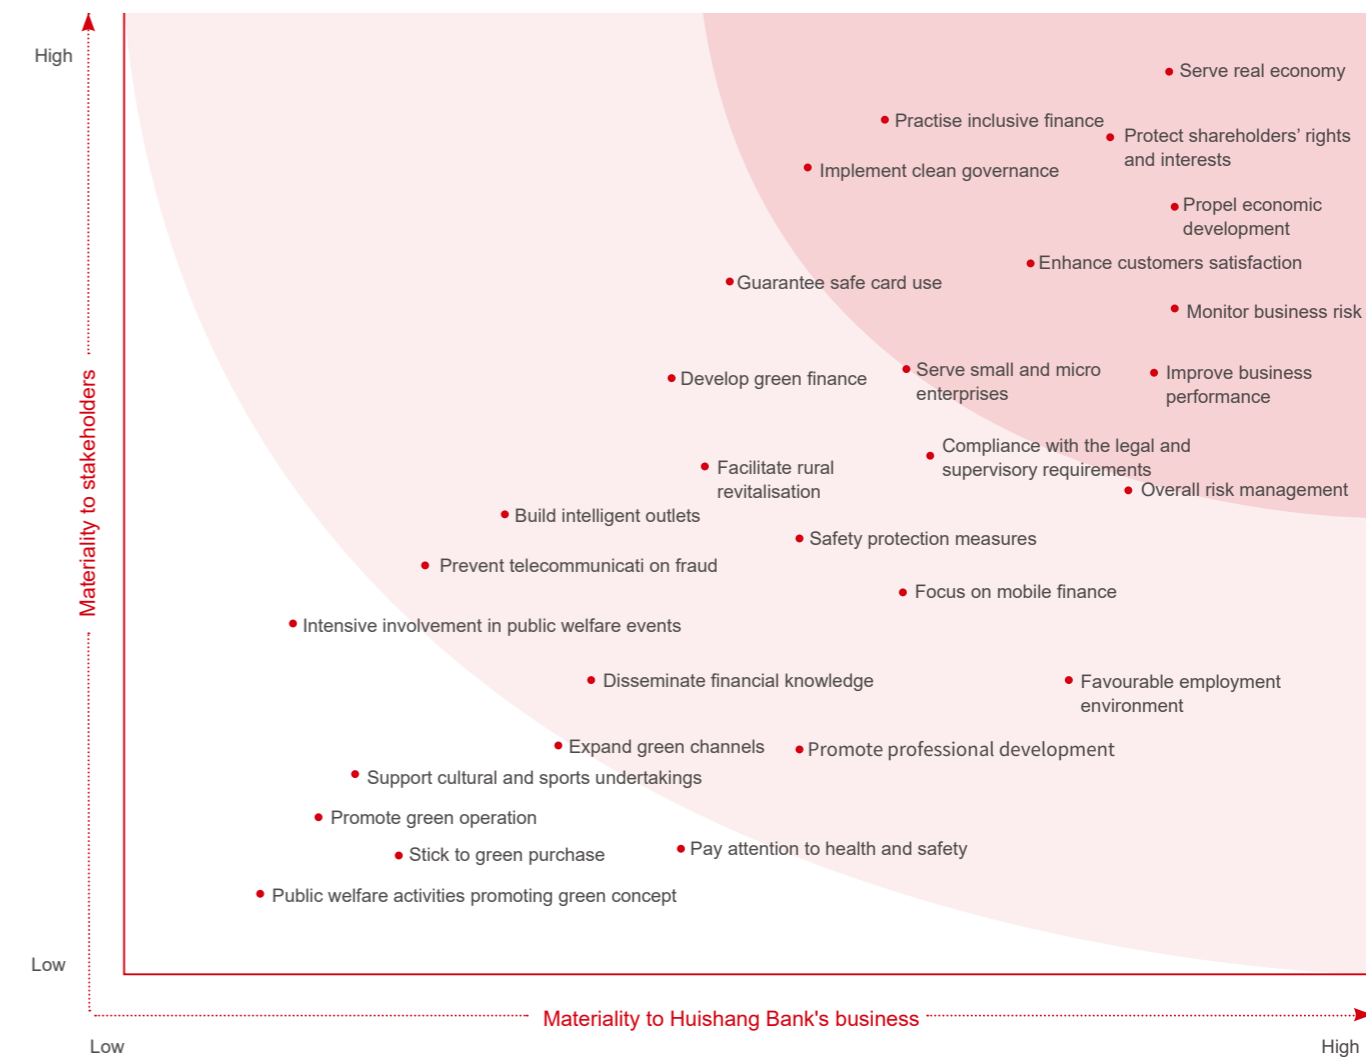 High
Serve real economy
Practise inclusive finance
Protect shareholders’ rights
and interests
Implement clean governance
Propel economic
development
Enhance customers satisfaction
Guarantee safe card use
Monitor business risk
Serve small and micro
enterprises
Improve business
performance
Develop green finance
Compliance with the legal and
supervisory requirements
Facilitate rural
revitalisation
Overall risk management
Build intelligent outlets
Safety protection measures
Prevent telecommunicati on fraud
Focus on mobile finance
Intensive involvement in public welfare events
Disseminate financial knowledge
Favourable employment
environment
Expand green channels
Promote professional development
Support cultural and sports undertakings
Promote green operation
Stick to green purchase
Pay attention to health and safety
Public welfare activities promoting green concept
Materiality to stakeholders
Low
Materiality to Huishang Bank's business
Low
High